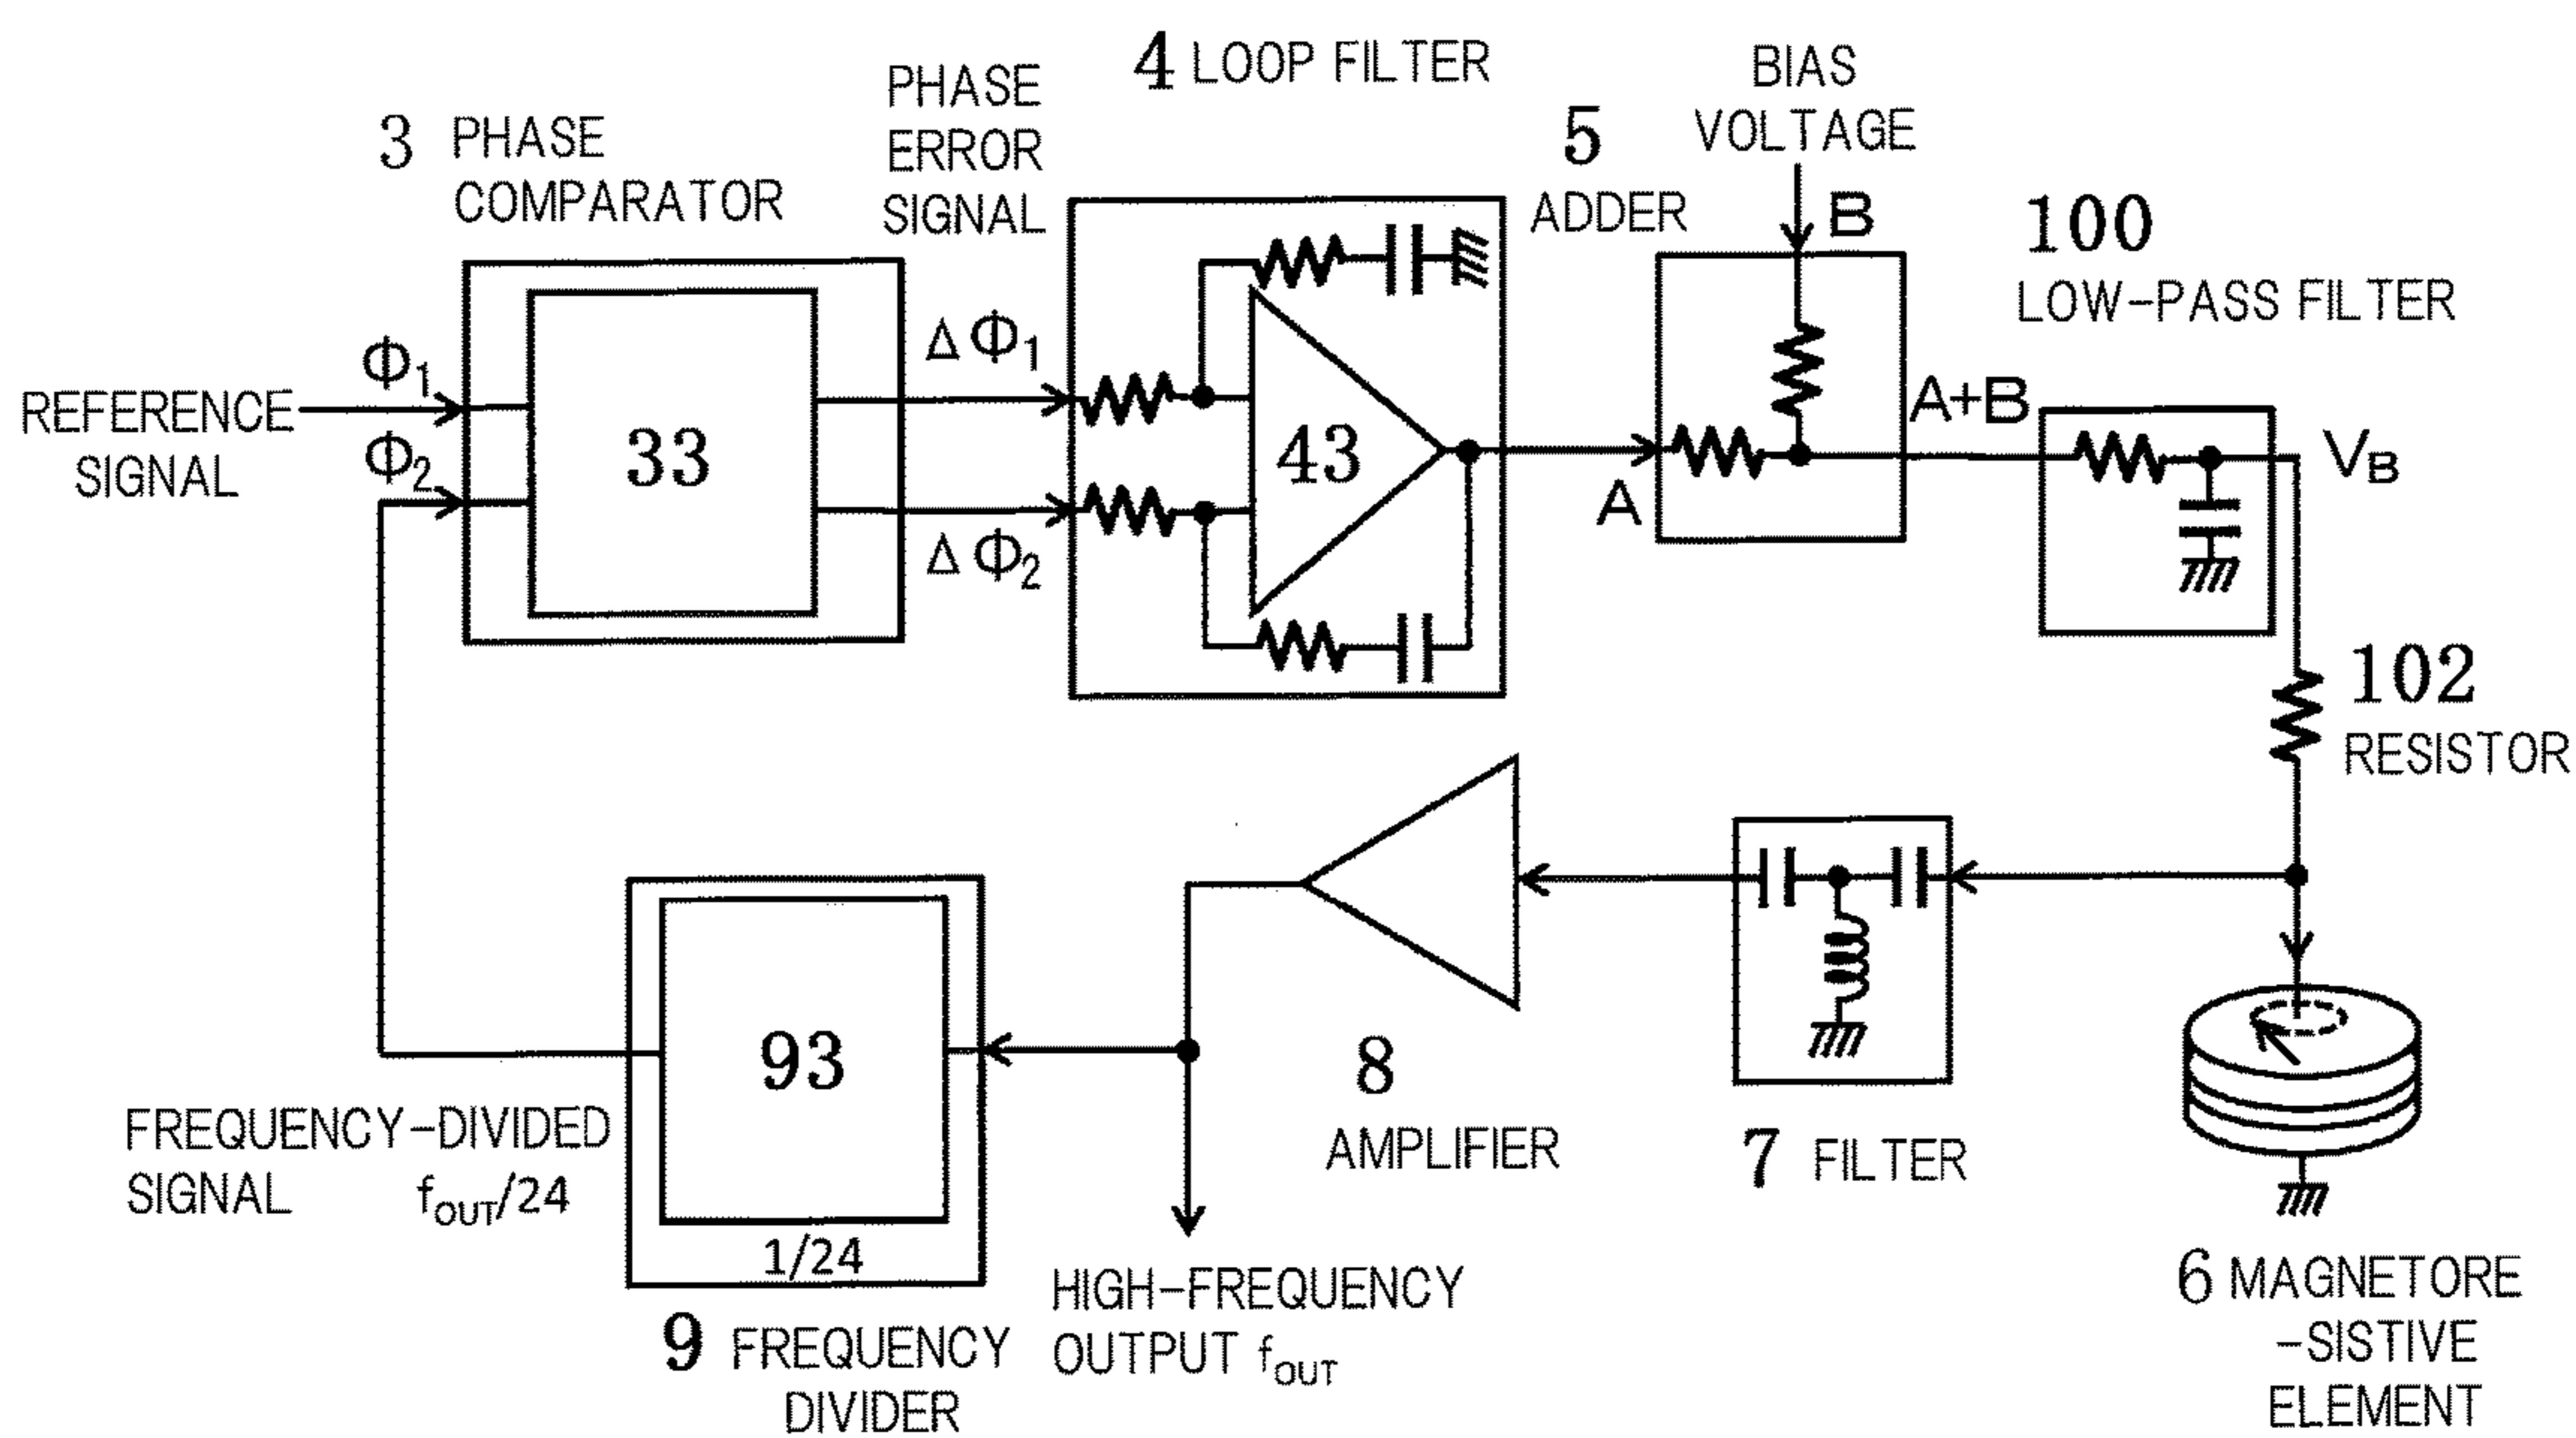 4 LOOP FILTER
BIAS
VOLTAGE
PHASE
ERROR
SIGNAL
3 PHASE
COMPARATOR
5
ADDER
B
100
LOW-PASS FILTER
Φ1
ΔΦ1
REFERENCE
SIGNAL
Φ2
33
43
A
A+B
VB
ΔΦ2
102
RESISTOR
93
1/24
8
AMPLIFIER
7 FILTER
FREQUENCY-DIVIDED
SIGNAL fOUT/24
9 FREQUENCY
DIVIDER
HIGH-FREQUENCY
OUTPUT fOUT
6 MAGNETORE
-SISTIVE
ELEMENT